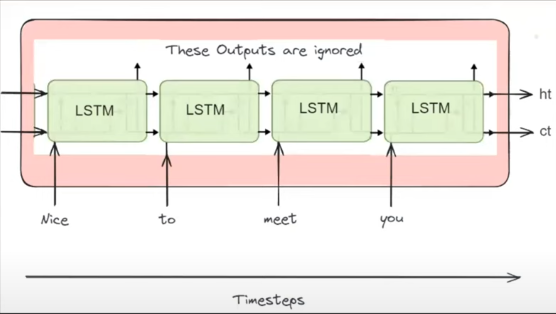 These Outputs are ignored
LSTM LSTM LSTM LSTM
ht
ct
Nice to meet you
Timesteps